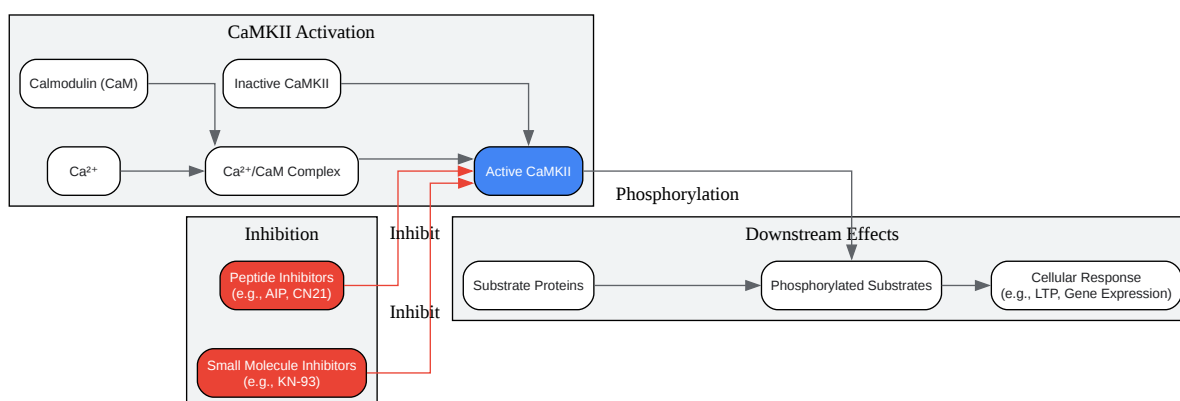 CaMKII Activation
Calmodulin (CaM)
Inactive CaMKII
Ca²⁺
Ca²⁺/CaM Complex
Active CaMKII
Phosphorylation
Inhibition
Inhibit
Downstream Effects
Peptide Inhibitors
(e.g., AIP, CN21)
Substrate Proteins
Phosphorylated Substrates
Cellular Response
(e.g., LTP, Gene Expression)
Inhibit
Small Molecule Inhibitors
(e.g., KN-93)